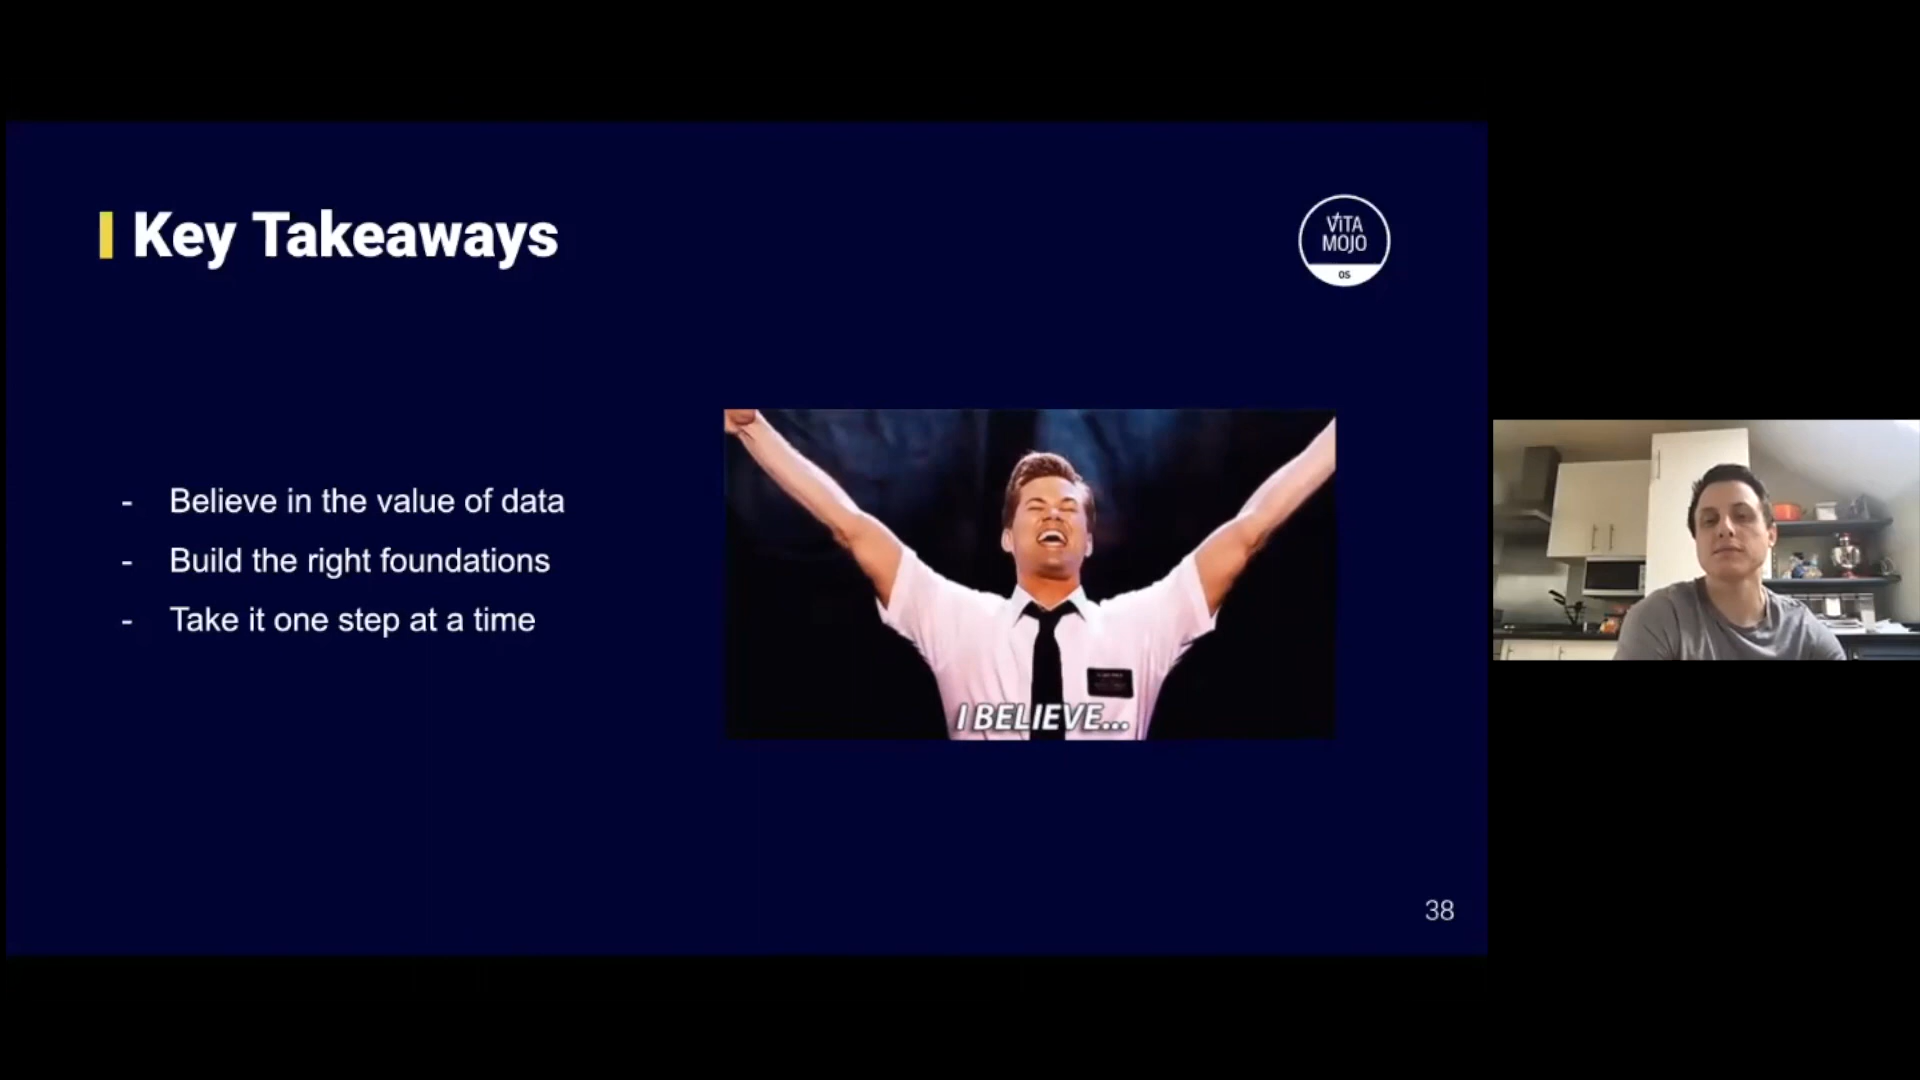 Key Takeaways
VITA
MOJO
OS
- Believe in the value of data
- Build the right foundations
- Take it one step at a time
I BELIEVE...
38